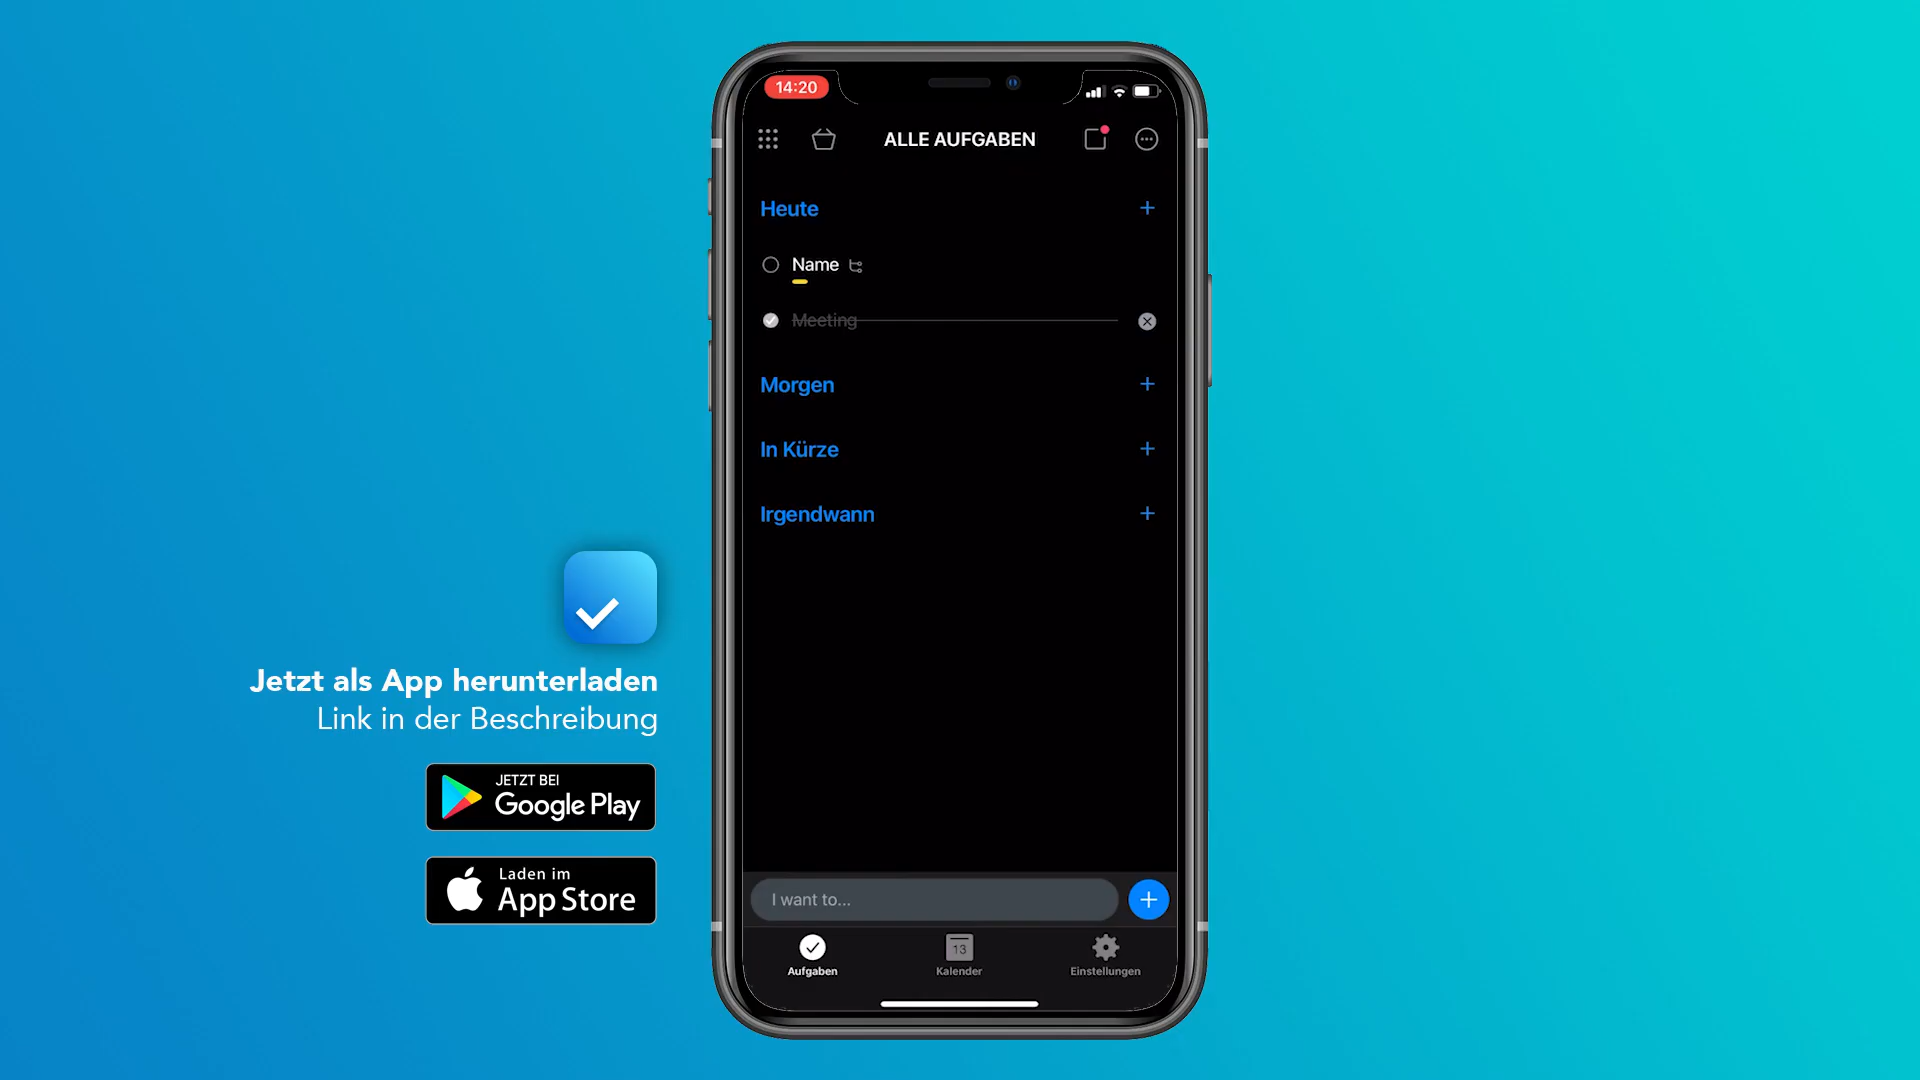 14:20
ALLE AUFGABEN
Heute
Name
Meeting
Morgen
In Kürze
Irgendwann
Jetzt als App herunterladen
Link in der Beschreibung
JETZT BEI
Google Play
Laden im
App Store
I want to...
13
Aufgaben
Kalender
Einstellungen